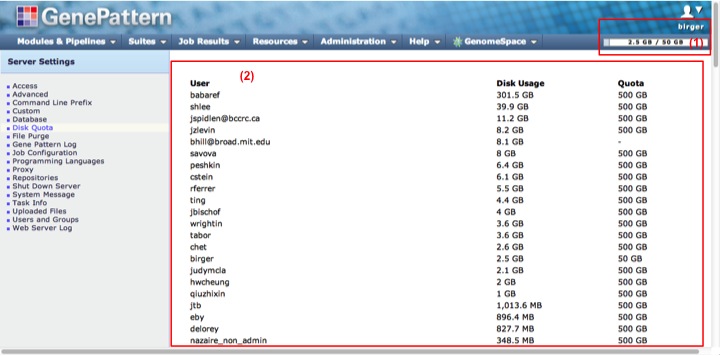 GenePattern
birger
Modules & Pipelines Suites Job Results Resources Administration Help GenomeSpace
2.5 GB / 50 GB (1)
Server Settings
Access
Advanced
Command Line Prefix
Custom
Database
Disk Quota
File Purge
Gene Pattern Log
Job Configuration
Programming Languages
Proxy
Repositories
Shut Down Server
System Message
Task Info
Uploaded Files
Users and Groups
Web Server Log
(2)
User Disk Usage Quota
babaref 301.5 GB 500 GB
shlee 39.9 GB 500 GB
jspidlen@bccrc.ca 11.2 GB 500 GB
jzlevin 8.2 GB 500 GB
bhill@broad.mit.edu 8.1 GB -
savova 8 GB 500 GB
peshkin 6.4 GB 500 GB
cstein 6.1 GB 500 GB
rferrer 5.5 GB 500 GB
ting 4.4 GB 500 GB
jbischof 4 GB 500 GB
wrightin 3.6 GB 500 GB
tabor 3.6 GB 500 GB
chet 2.6 GB 500 GB
birger 2.5 GB 50 GB
judymcla 2.1 GB 500 GB
hwcheung 2 GB 500 GB
qiuzhixin 1 GB 500 GB
jtb 1,013.6 MB 500 GB
eby 896.4 MB 500 GB
delorey 827.7 MB 500 GB
nazaire_non_admin 348.5 MB 500 GB